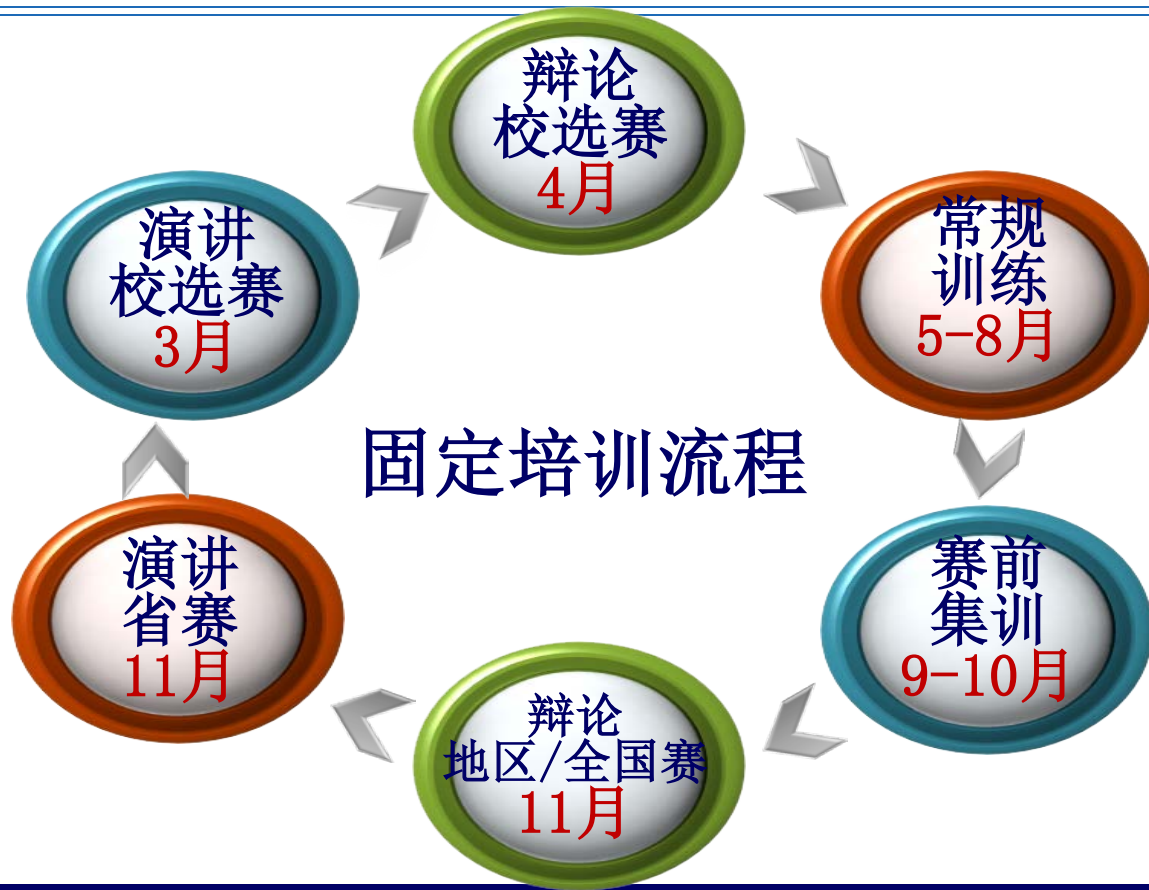 辩论
校选赛
4月
演讲
校选赛
3月
常规
训练
5-8月
固定培训流程
演讲
省赛
11月
赛前
集训
9-10月
辩论
地区/全国赛
11月